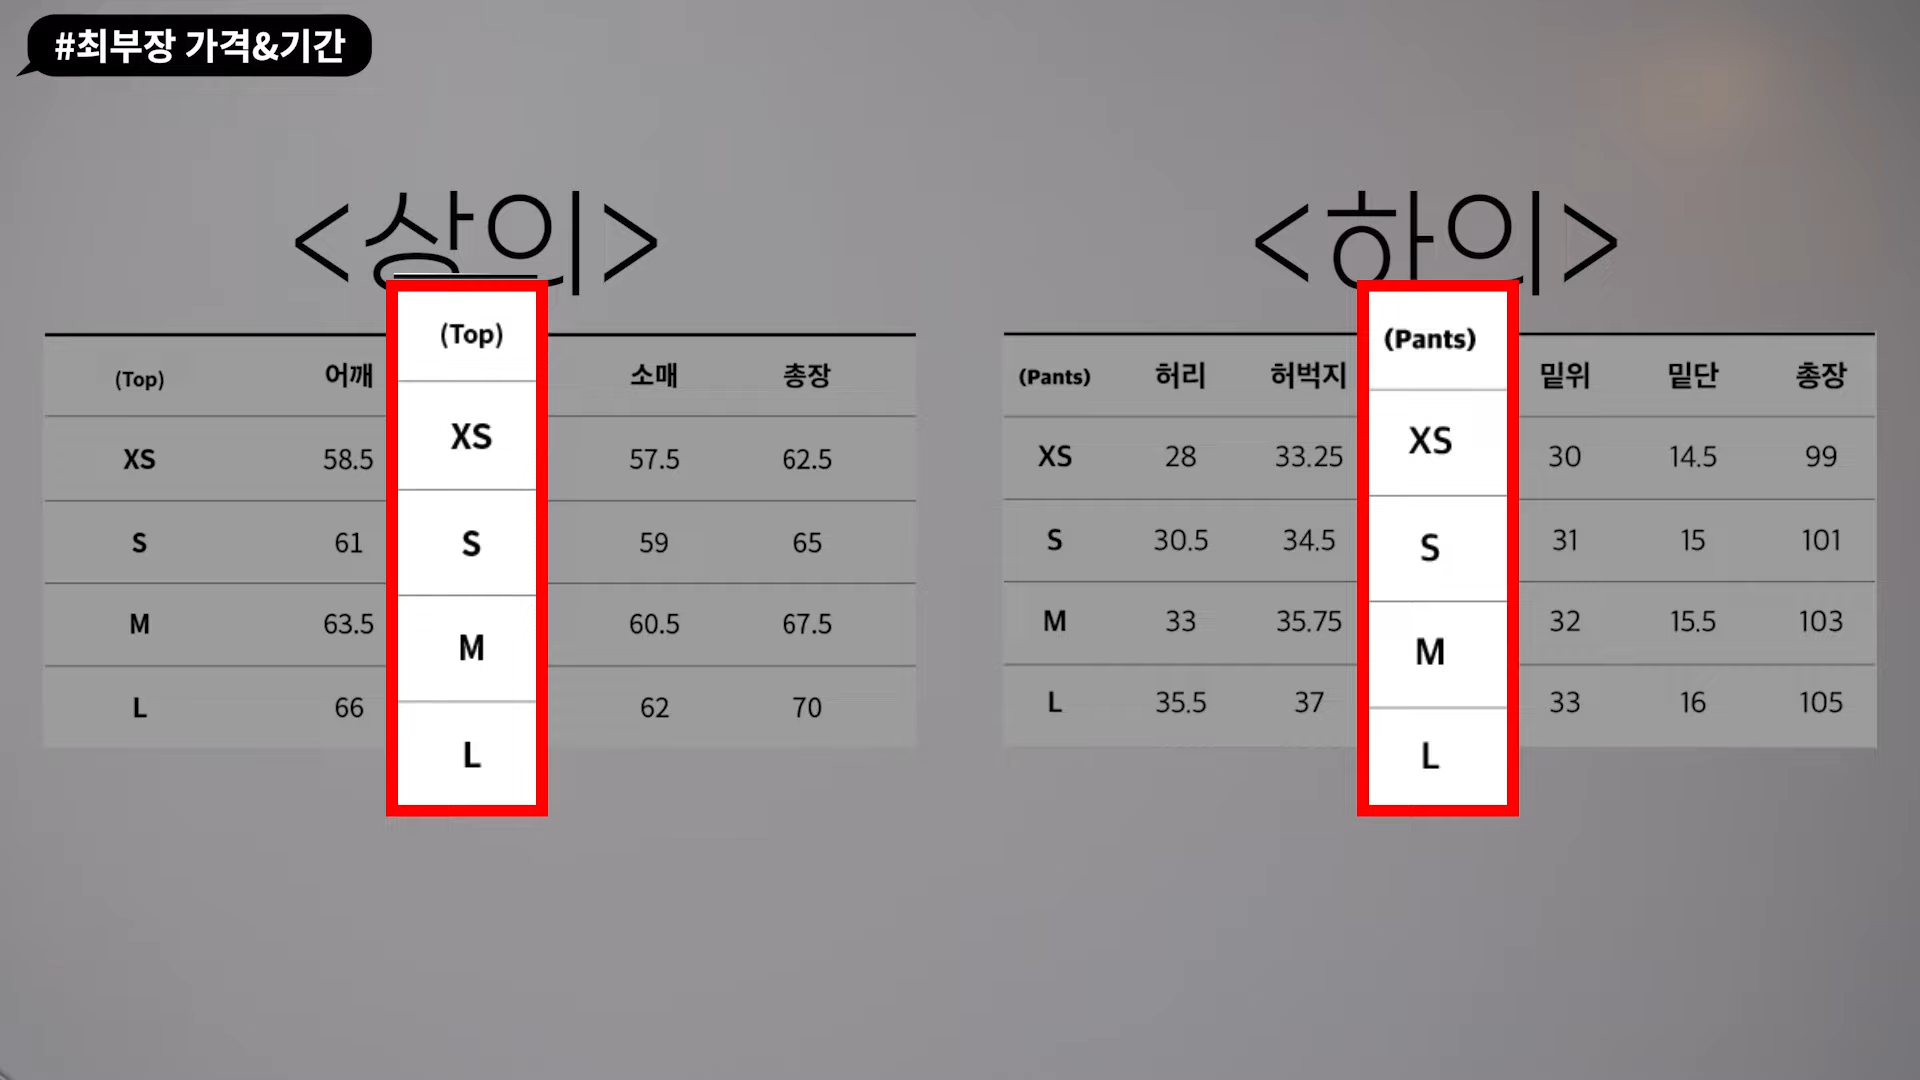 #최부장 가격&기간
<상의>
<하의>
(Top) 어깨 소매 총장
XS 58.5 57.5 62.5
S 61 59 65
M 63.5 60.5 67.5
L 66 62 70
(Top)
XS
S
M
L
(Pants) 허리 허벅지 밑위 밑단 총장
XS 28 33.25 30 14.5 99
S 30.5 34.5 31 15 101
M 33 35.75 32 15.5 103
L 35.5 37 33 16 105
(Pants)
XS
S
M
L